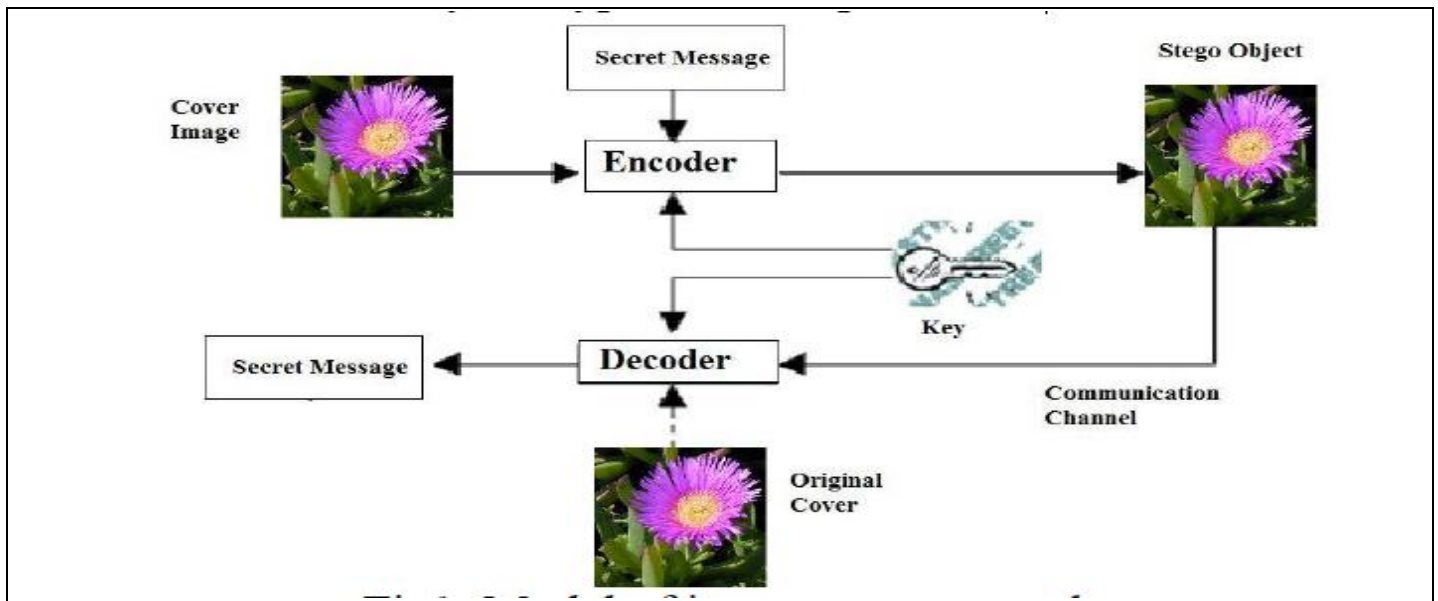 Secret Message
Stego Object
Cover
Image
Encoder
Key
Decoder
Secret Message
Communication
Channel
Original
Cover